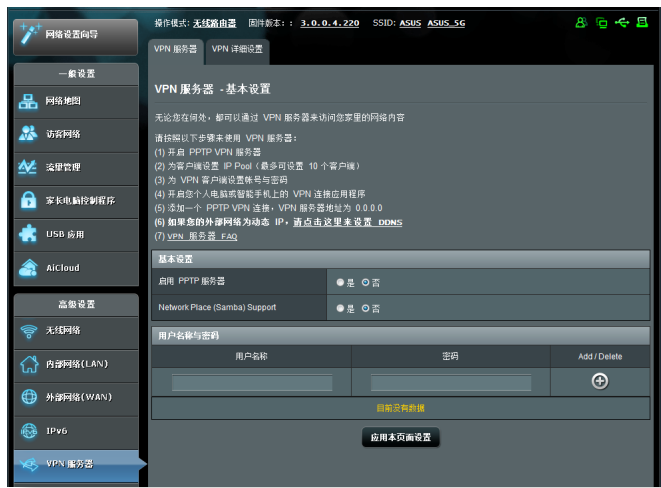 操作模式: 无线路由器 固件版本: : 3.0.0.4.220 SSID: ASUS ASUS_5G
网络设置向导
一般设置
网络地图
访客网络
流量管理
家长电脑控制程序
USB 应用
AiCloud
高级设置
无线网络
内部网络(LAN)
外部网络(WAN)
IPv6
VPN 服务器
VPN 服务器 VPN 详细设置
VPN 服务器 - 基本设置
无论您在何处，都可以通过 VPN 服务器来访问您家里的网络内容
请按照以下步骤来使用 VPN 服务器：
(1) 开启 PPTP VPN 服务器
(2) 为客户端设置 IP Pool（最多可设置 10 个客户端）
(3) 为 VPN 客户端设置帐号与密码
(4) 开启您个人电脑或智能手机上的 VPN 连接应用程序
(5) 添加一个 PPTP VPN 连接，VPN 服务器地址为 0.0.0.0
(6) 如果您的外部网络为动态 IP，请点击这里来设置 DDNS
(7) VPN 服务器 FAQ
基本设置
启用 PPTP 服务器 是 否
Network Place (Samba) Support 是 否
用户名称与密码
用户名称 密码 Add / Delete
目前没有数据
应用本页面设置